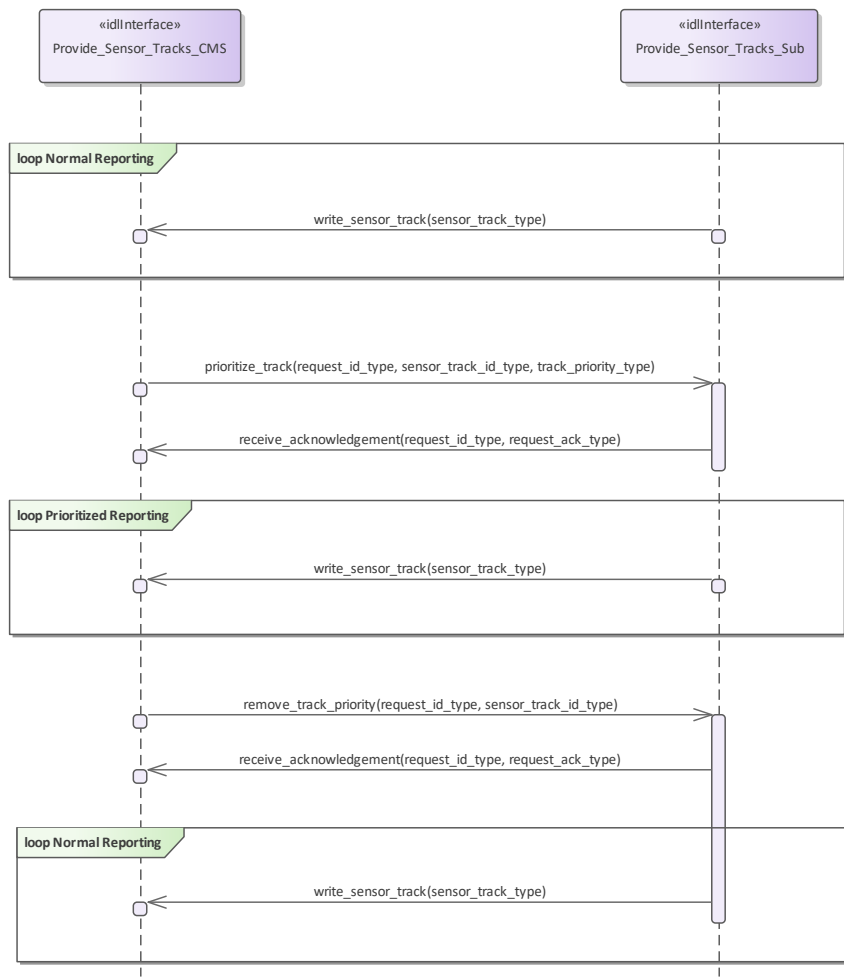 «idlInterface»
Provide_Sensor_Tracks_CMS
«idlInterface»
Provide_Sensor_Tracks_Sub
loop Normal Reporting
write_sensor_track(sensor_track_type)
prioritize_track(request_id_type, sensor_track_id_type, track_priority_type)
receive_acknowledgement(request_id_type, request_ack_type)
loop Prioritized Reporting
write_sensor_track(sensor_track_type)
remove_track_priority(request_id_type, sensor_track_id_type)
receive_acknowledgement(request_id_type, request_ack_type)
loop Normal Reporting
write_sensor_track(sensor_track_type)